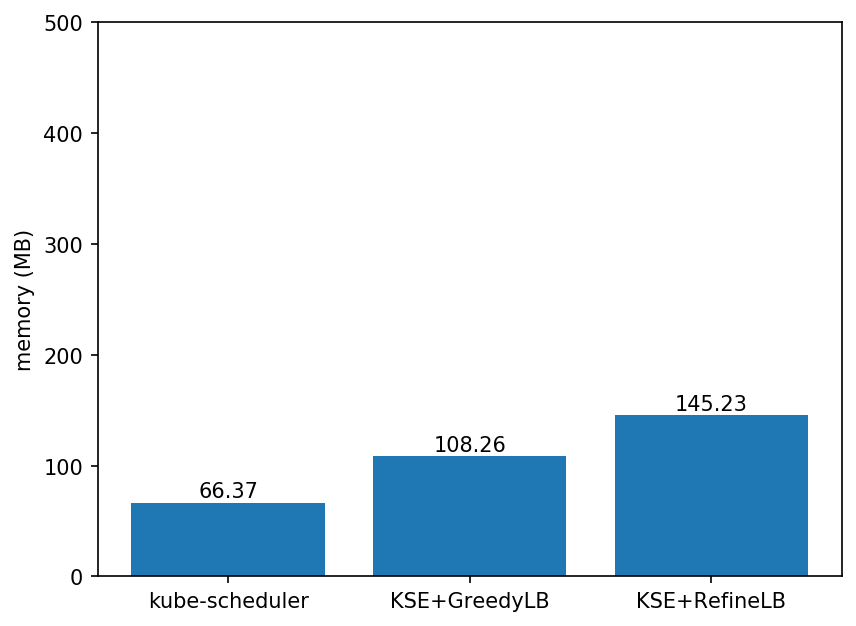 500
400
300
200
100
0
memory (MB)
66.37
108.26
145.23
kube-scheduler
KSE+GreedyLB
KSE+RefineLB